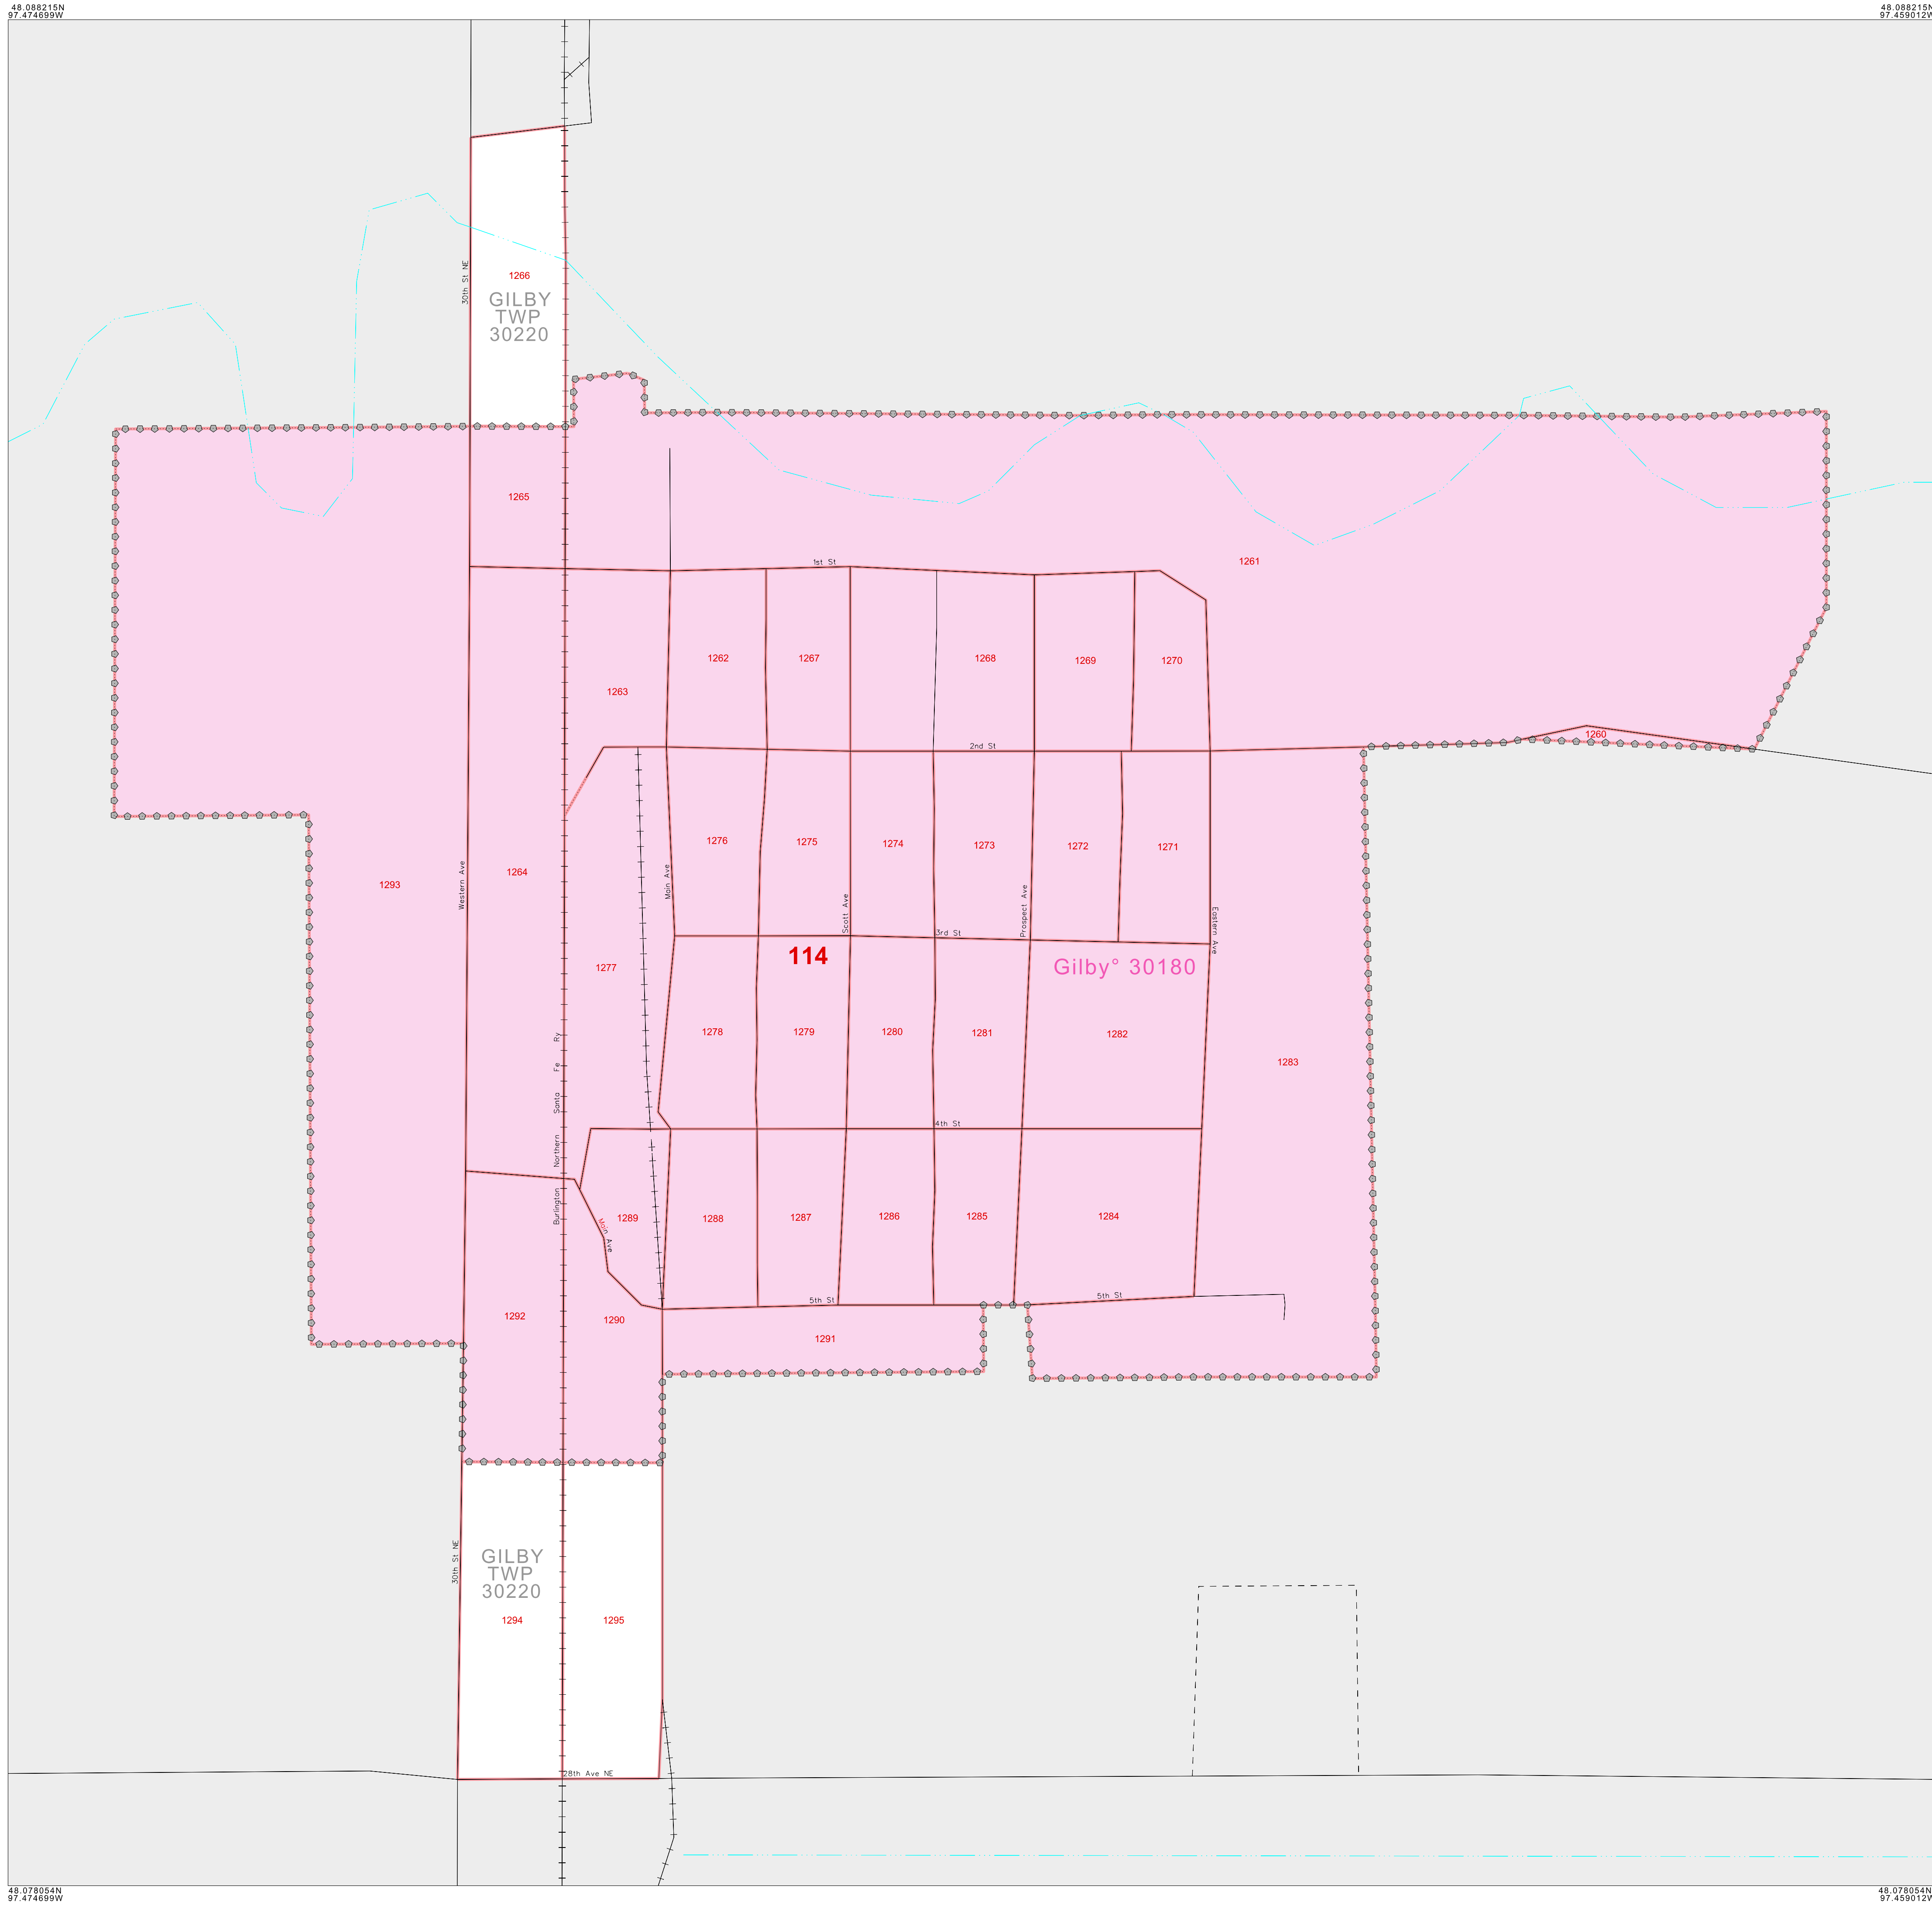 48.088215N
97.474699W
48.088215N
97.459012W
30th St NE
1266
GILBY
TWP
30220
1265
1st St
1261
1262
1267
1268
1269
1270
1263
2nd St
1260
1293
Western Ave
1264
1276
1275
1274
1273
1272
1271
Main Ave
Scott Ave
Prospect Ave
Eastern Ave
3rd St
114
Gilby° 30180
1277
1278
1279
1280
1281
1282
1283
Burlington Northern Santa Fe Ry
4th St
Main Ave
1289
1288
1287
1286
1285
1284
5th St
5th St
1292
1290
1291
30th St NE
GILBY
TWP
30220
1294
1295
28th Ave NE
48.078054N
97.474699W
48.078054N
97.459012W